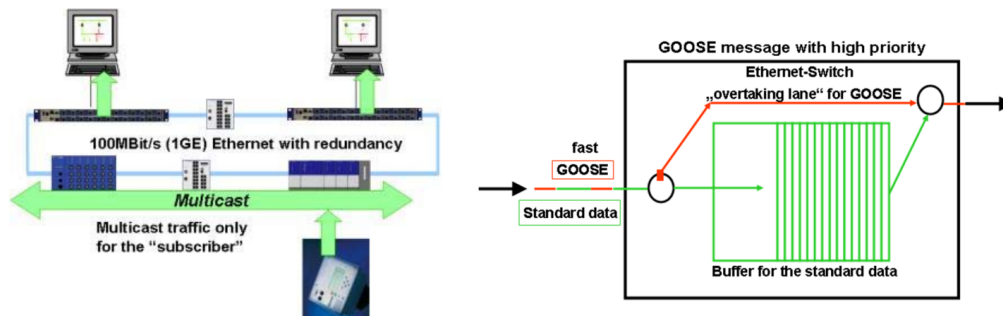 100MBit/s (1GE) Ethernet with redundancy
Multicast
Multicast traffic only
for the “subscriber”
GOOSE message with high priority
Ethernet-Switch
„overtaking lane“ for GOOSE
fast
GOOSE
Standard data
Buffer for the standard data